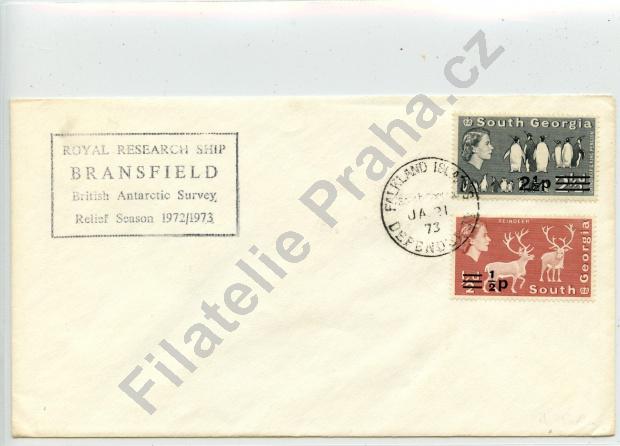 ROYAL RESEARCH SHIP
BRANSFIELD
British Antarctic Survey
Relief Season 1972/1973
South Georgia
2½p
FALKLAND ISLANDS
JA 21
73
REINDEER
½p
South Georgia
Filatelie Praha.cz